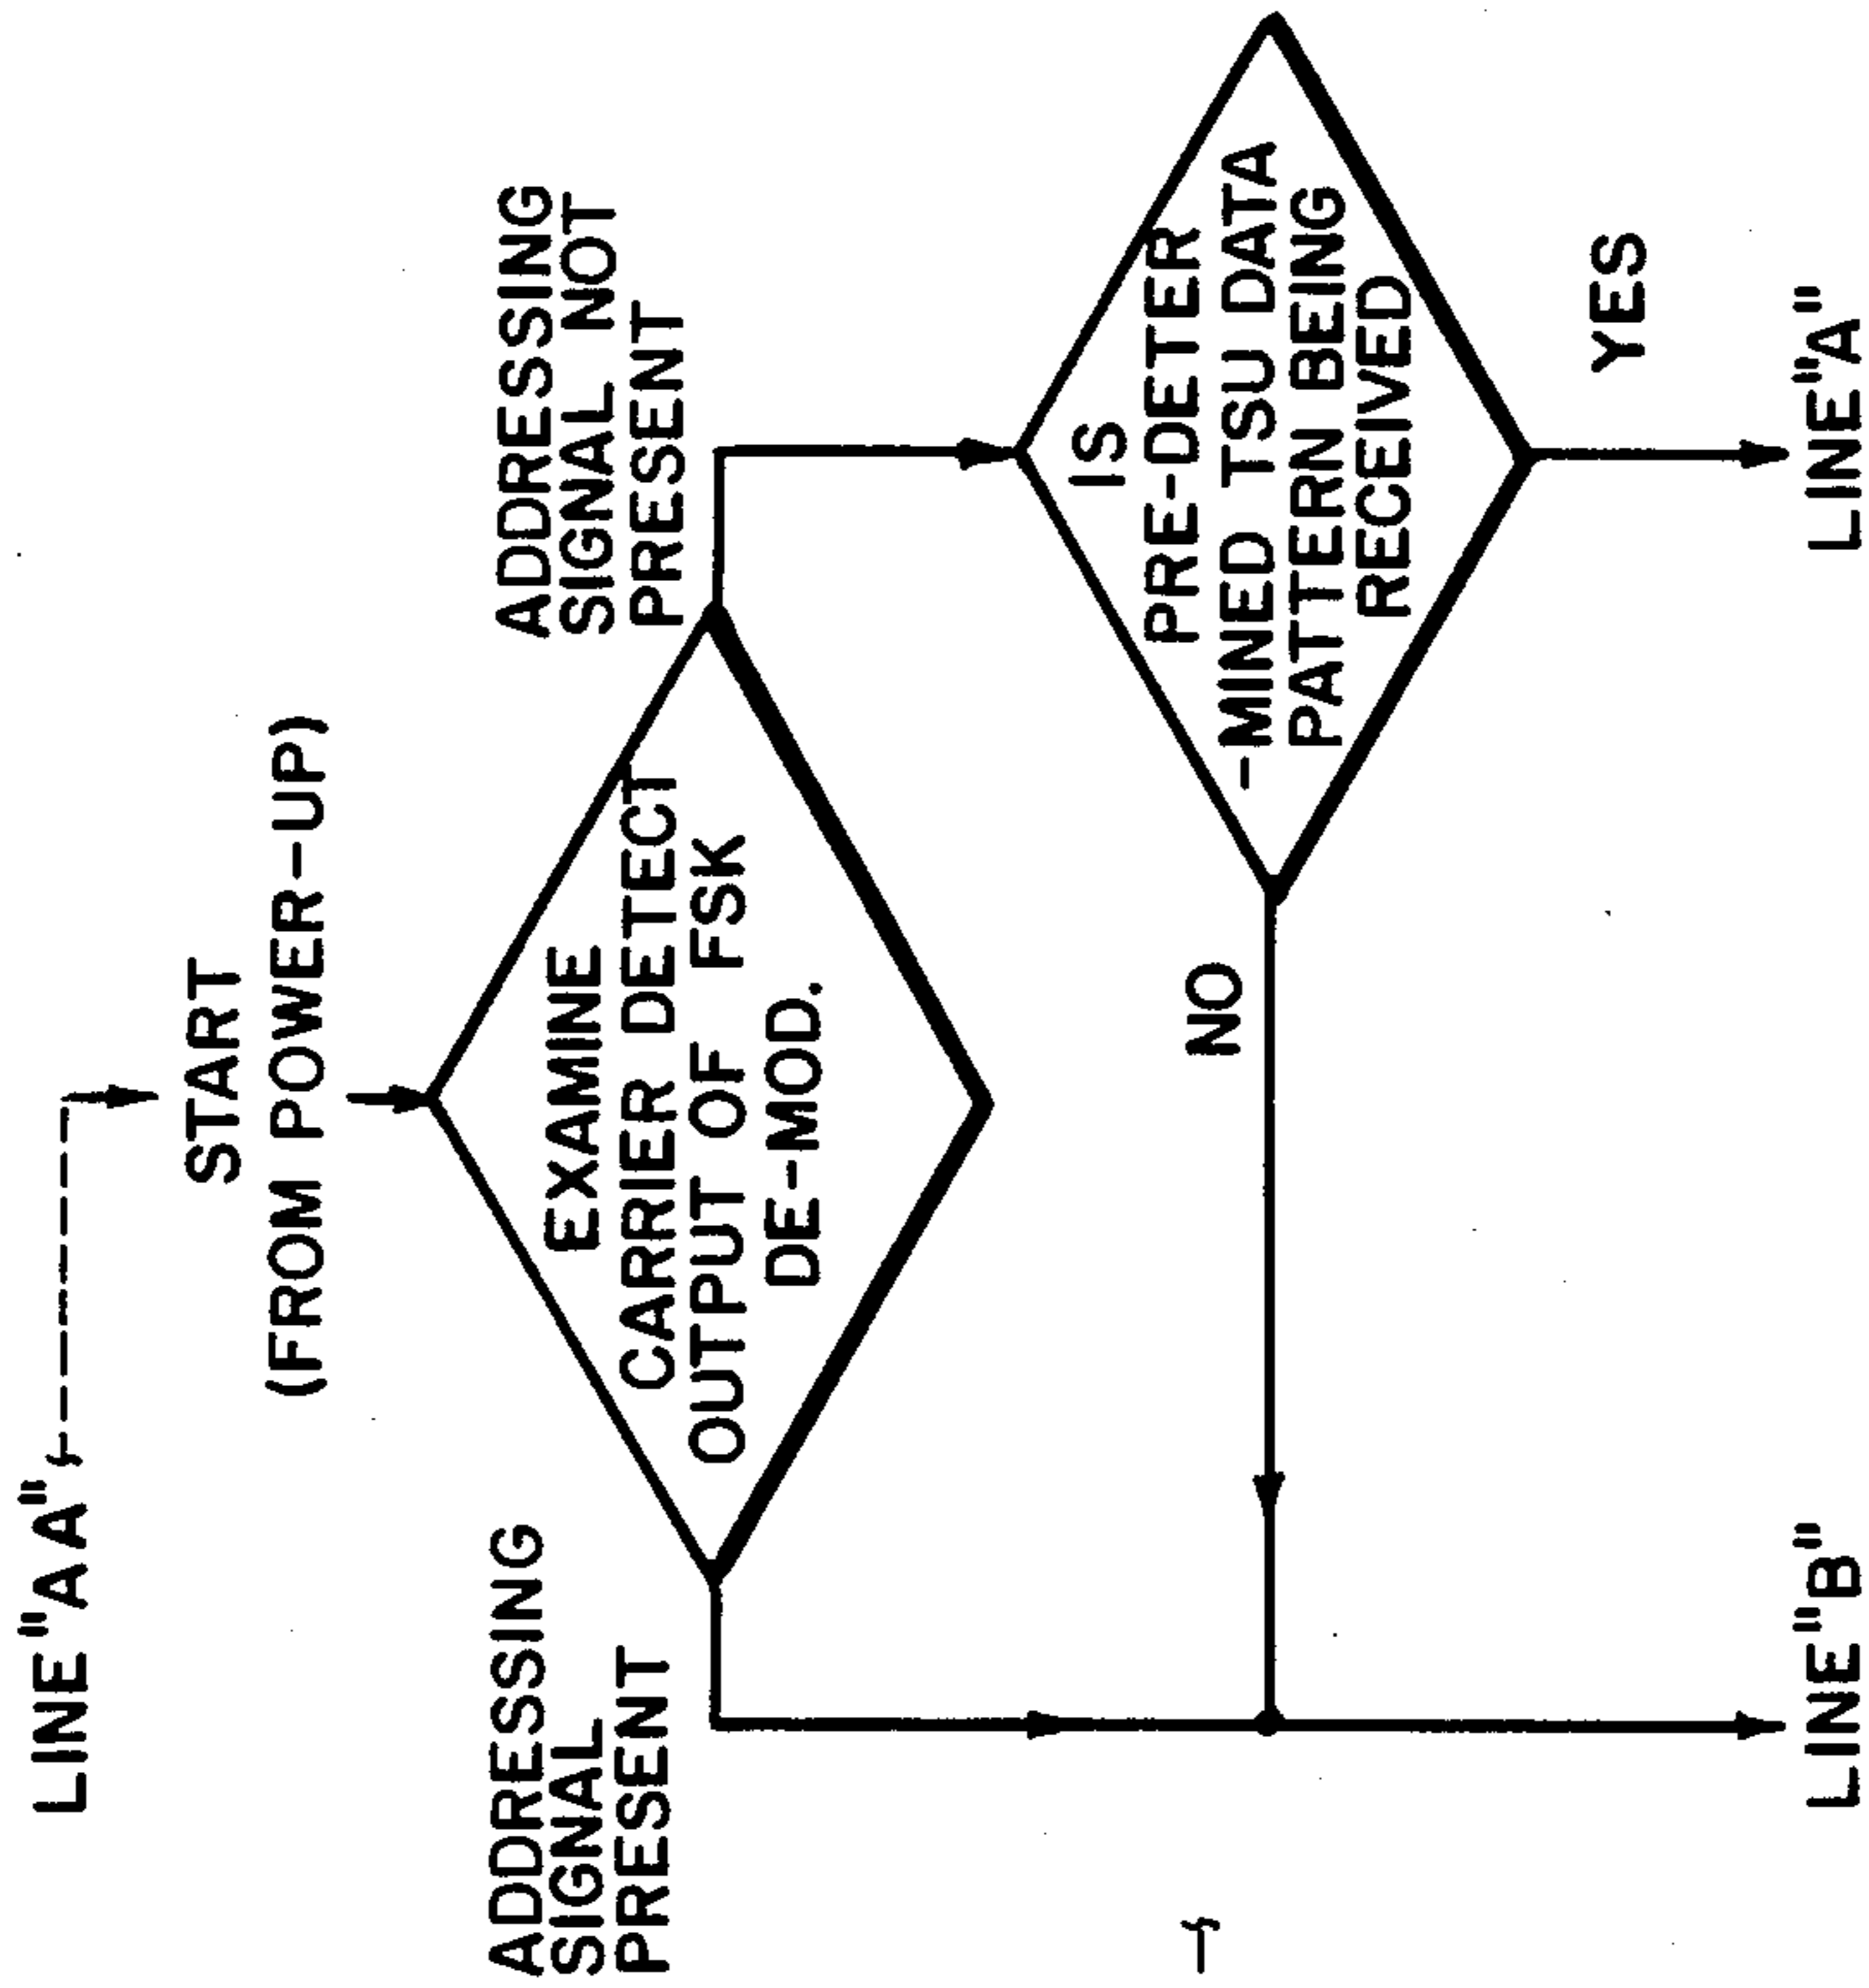 LINE"AA"
START
(FROM POWER-UP)
EXAMINE
CARRIER DETECT
OUTPUT OF FSK
DE-MOD.
ADDRESSING
SIGNAL
PRESENT
ADDRESSING
SIGNAL NOT
PRESENT
IS
PRE-DETER
-MINED TSU DATA
PATTERN BEING
RECEIVED
NO
YES
LINE"B"
LINE"A"